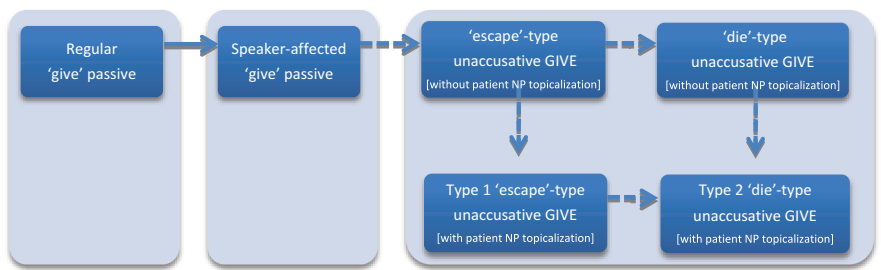 Regular
‘give’ passive
Speaker-affected
‘give’ passive
‘escape’-type
unaccusative GIVE
[without patient NP topicalization]
‘die’-type
unaccusative GIVE
[without patient NP topicalization]
Type 1 ‘escape’-type
unaccusative GIVE
[with patient NP topicalization]
Type 2 ‘die’-type
unaccusative GIVE
[with patient NP topicalization]